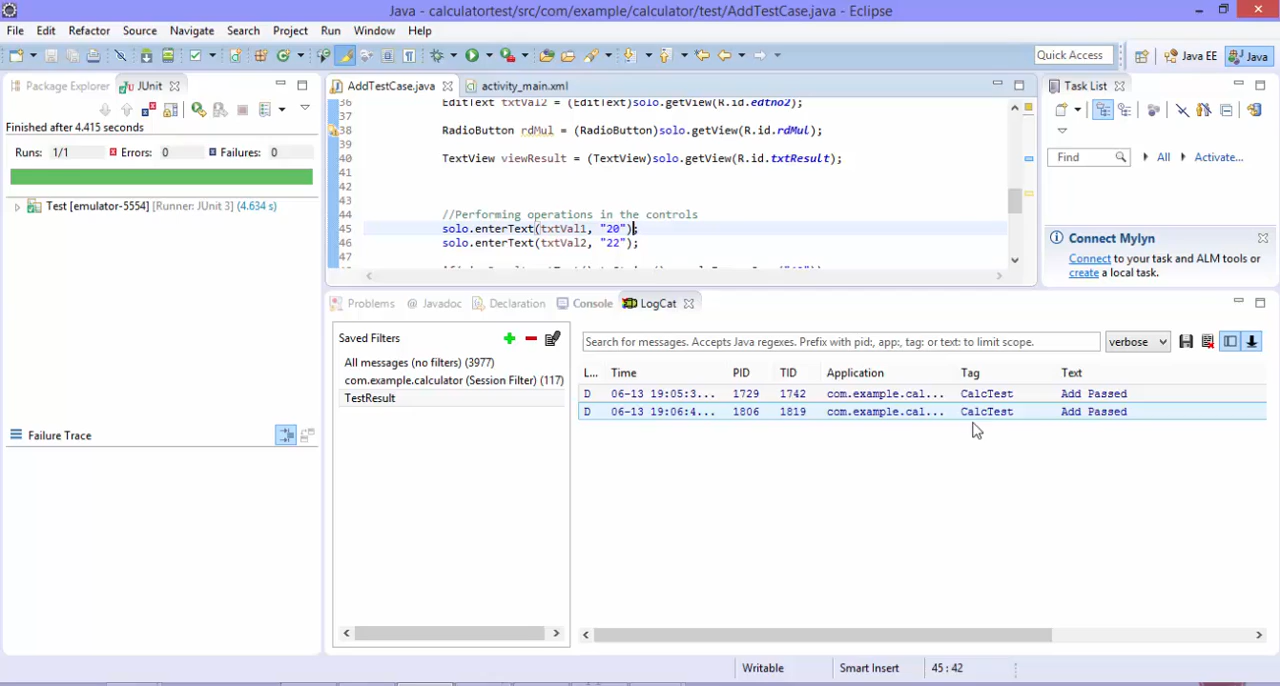 Java - calculatortest/src/com/example/calculator/test/AddTestCase.java - Eclipse
File Edit Refactor Source Navigate Search Project Run Window Help
Quick Access
Java EE
Java
Package Explorer
JUnit
Finished after 4.415 seconds
Runs: 1/1 Errors: 0 Failures: 0
Test [emulator-5554] [Runner: JUnit 3] (4.634 s)
Failure Trace
AddTestCase.java
activity_main.xml
36 EditText txtVal2 = (EditText)solo.getView(R.id.edtno2);
37
38 RadioButton rdMul = (RadioButton)solo.getView(R.id.rdMul);
39
40 TextView viewResult = (TextView)solo.getView(R.id.txtResult);
41
42
43
44 //Performing operations in the controls
45 solo.enterText(txtVal1, "20");
46 solo.enterText(txtVal2, "22");
47
Task List
Find
All
Activate...
Connect Mylyn
Connect to your task and ALM tools or
create a local task.
Problems
@ Javadoc
Declaration
Console
LogCat
Saved Filters
All messages (no filters) (3977)
com.example.calculator (Session Filter) (117)
TestResult
Search for messages. Accepts Java regexes. Prefix with pid:, app:, tag: or text: to limit scope.
verbose
L... Time PID TID Application Tag Text
D 06-13 19:05:3... 1729 1742 com.example.cal... CalcTest Add Passed
D 06-13 19:06:4... 1806 1819 com.example.cal... CalcTest Add Passed
Writable
Smart Insert
45 : 42